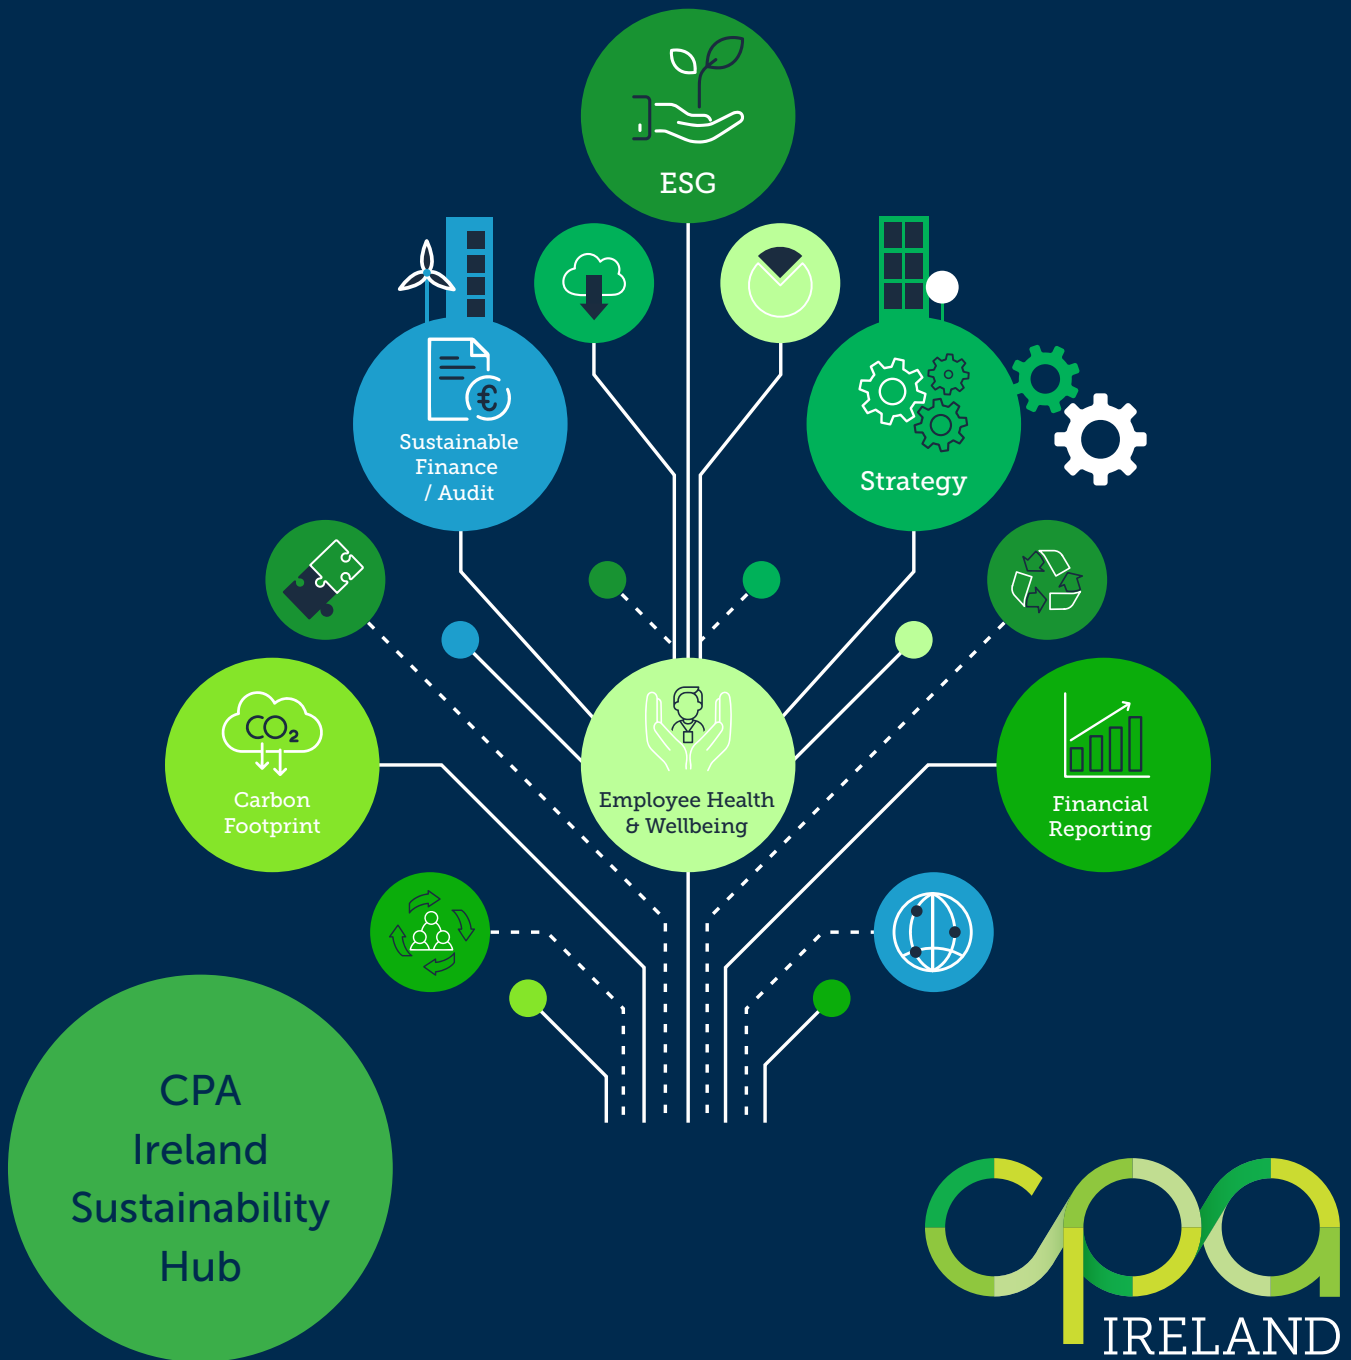 ESG
€
Sustainable
Finance
/ Audit
Strategy
CO₂
Carbon
Footprint
Employee Health
& Wellbeing
Financial
Reporting
CPA
Ireland
Sustainability
Hub
cpa
IRELAND